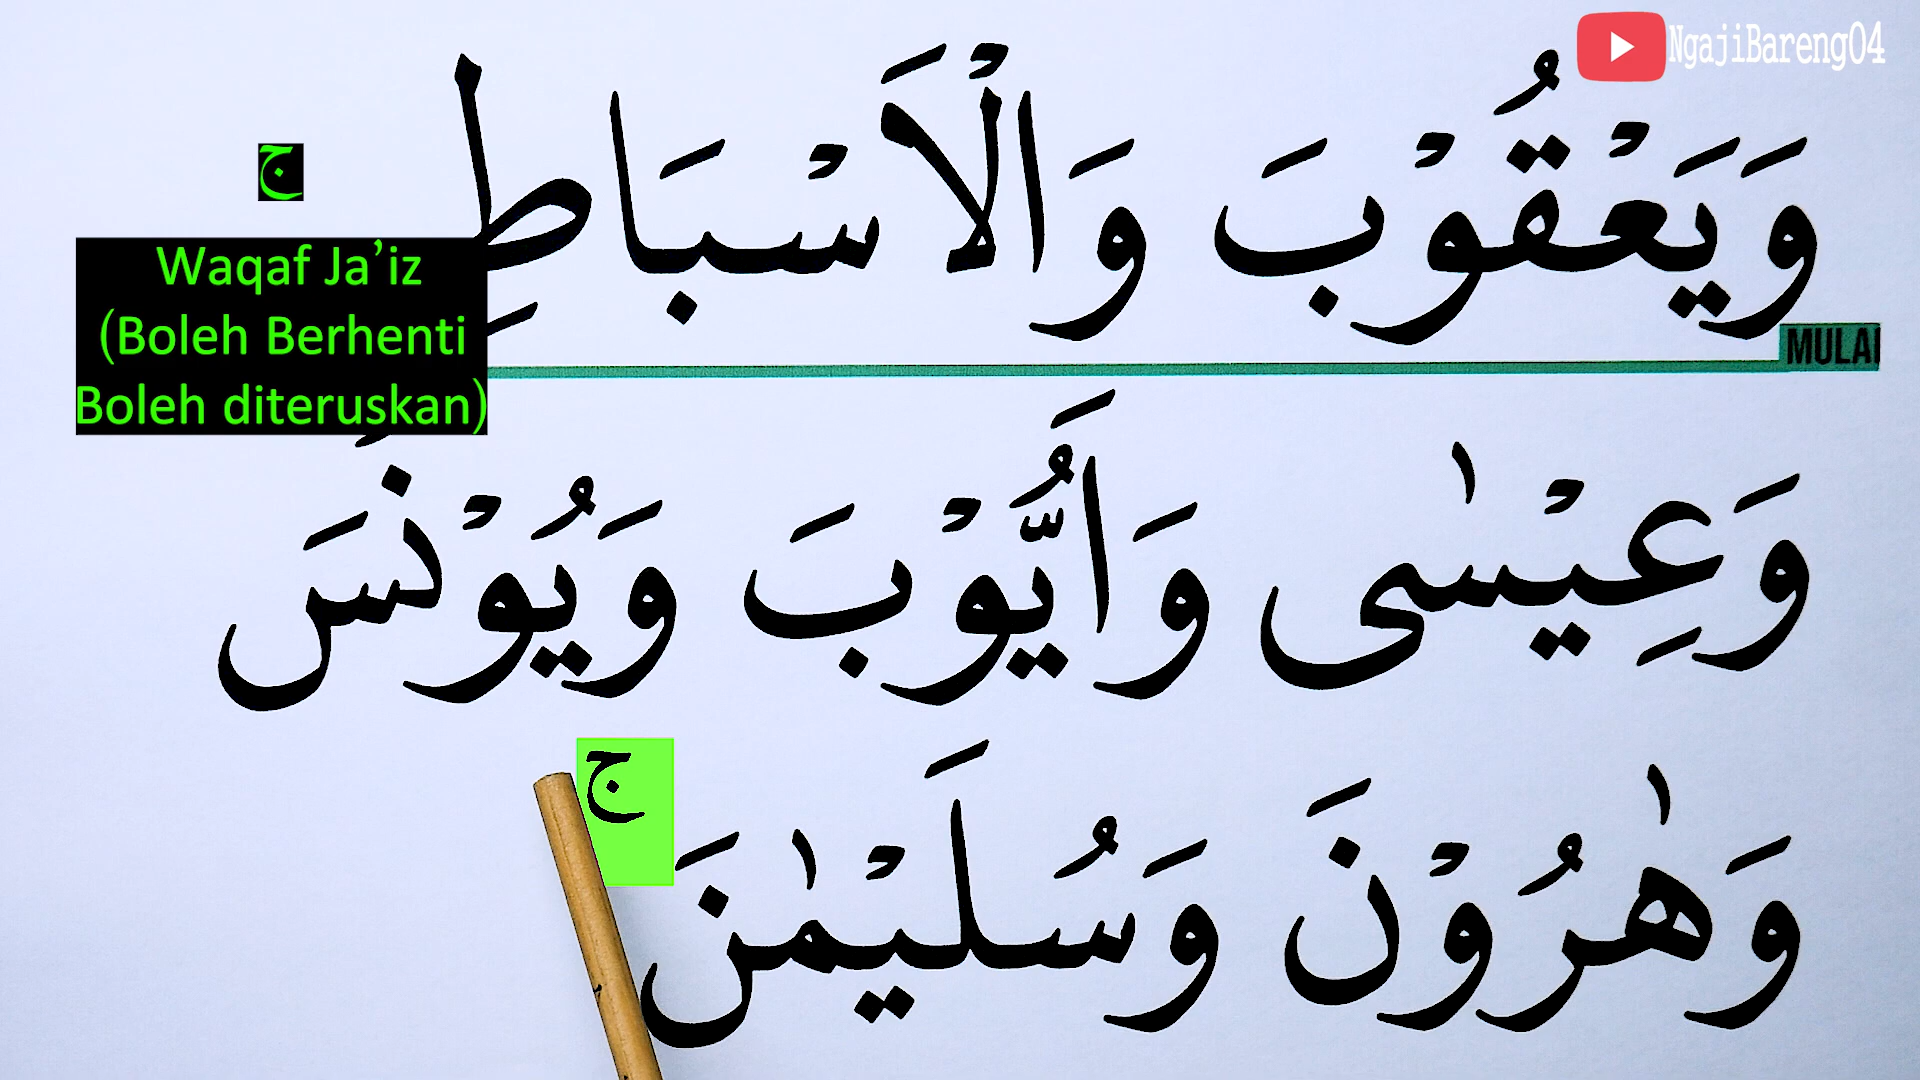 NgajiBareng04
وَيَعْقُوْبَ وَالْاَسْبَاطِ
ج
Waqaf Ja’iz
(Boleh Berhenti
Boleh diteruskan)
MULAI
وَعِيْسٰى وَاَيُّوْبَ وَيُوْنُسَ
وَهٰرُوْنَ وَسُلَيْمٰنَ ج